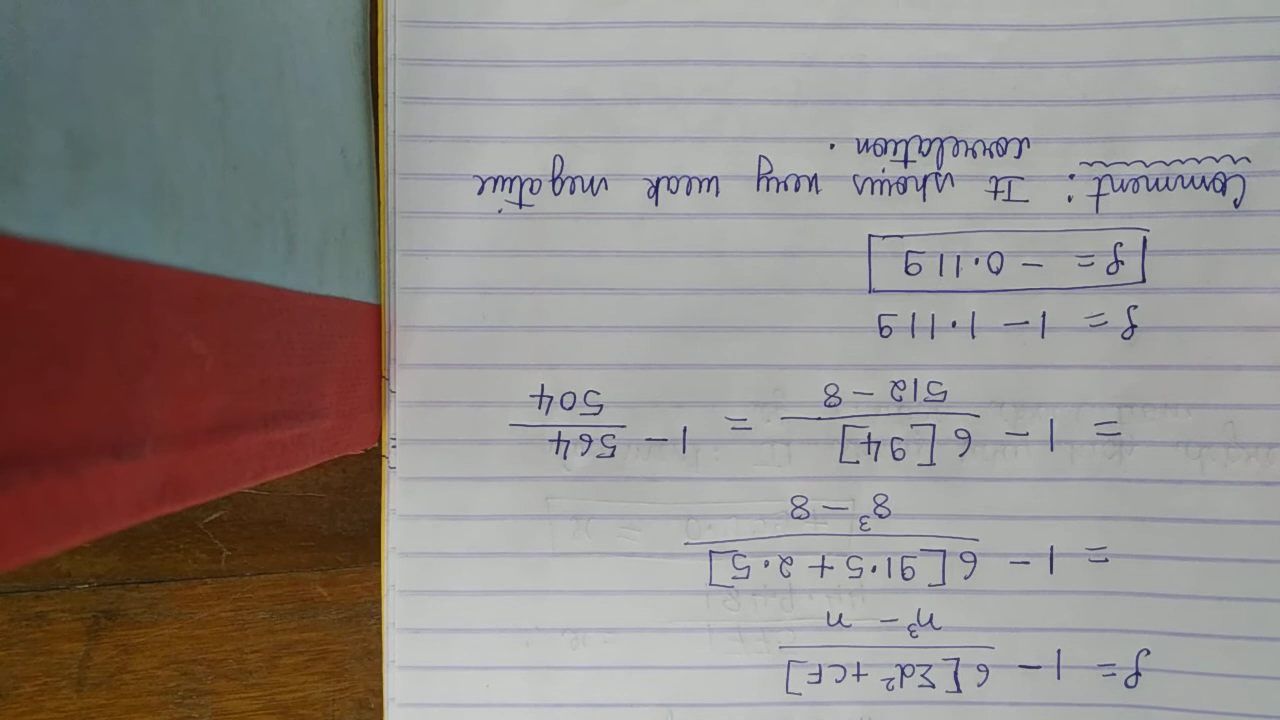 ρ = 1 - 6[Σd² + CF] / n³ - n
= 1 - 6[91.5 + 2.5] / 8³ - 8
= 1 - 6[94] / 512 - 8 = 1 - 564 / 504
ρ = 1 - 1.119
ρ = - 0.119
Comment : It shows very weak negative
correlation.